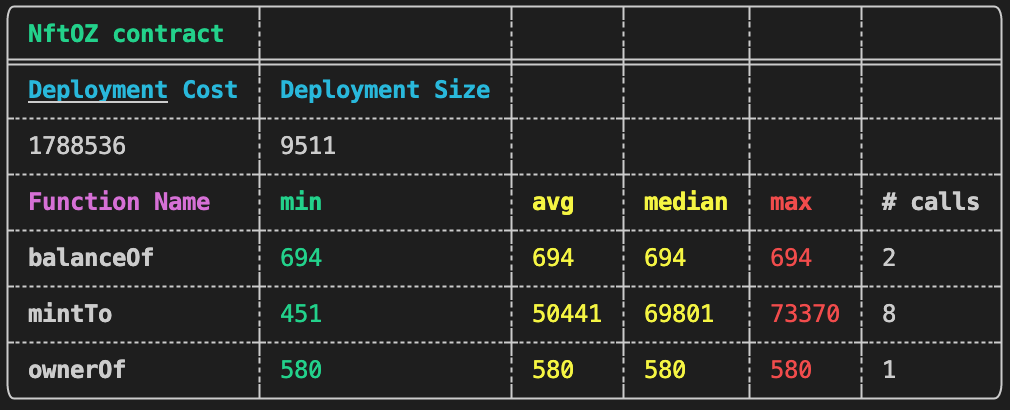 NftOZ contract
Deployment Cost Deployment Size
1788536 9511
Function Name min avg median max # calls
balanceOf 694 694 694 694 2
mintTo 451 50441 69801 73370 8
ownerOf 580 580 580 580 1